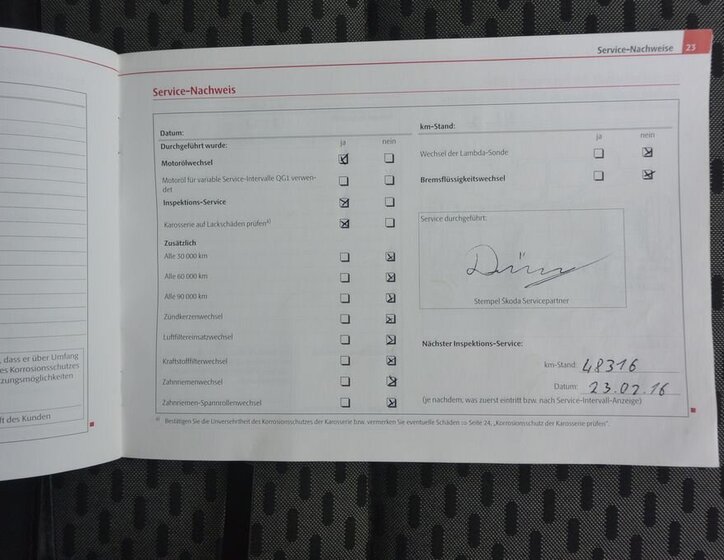 Service-Nachweise 23
Service-Nachweis
Datum:
Durchgeführt wurde: ja nein
Motorölwechsel
Motoröl für variable Service-Intervalle QG1 verwen-
det
Inspektions-Service
Karosserie auf Lackschäden prüfen a)
Zusätzlich
Alle 30 000 km
Alle 60 000 km
Alle 90 000 km
Zündkerzenwechsel
Luftfiltereinsatzwechsel
Kraftstofffilterwechsel
Zahnriemenwechsel
Zahnriemen-Spannrollenwechsel
km-Stand:
ja nein
Wechsel der Lambda-Sonde
Bremsflüssigkeitswechsel
Service durchgeführt:
Stempel Skoda Servicepartner
Nächster Inspektions-Service:
km-Stand: 48316
Datum: 23.02.16
(je nachdem, was zuerst eintritt bzw. nach Service-Intervall-Anzeige)
a) Bestätigen Sie die Unversehrtheit des Korrosionsschutzes der Karosserie bzw. vermerken Sie eventuelle Schäden ⇒ Seite 24, „Korrosionsschutz der Karosserie prüfen".
, dass er über Umfang
es Korrosionsschutzes
zungsmöglichkeiten
ft des Kunden